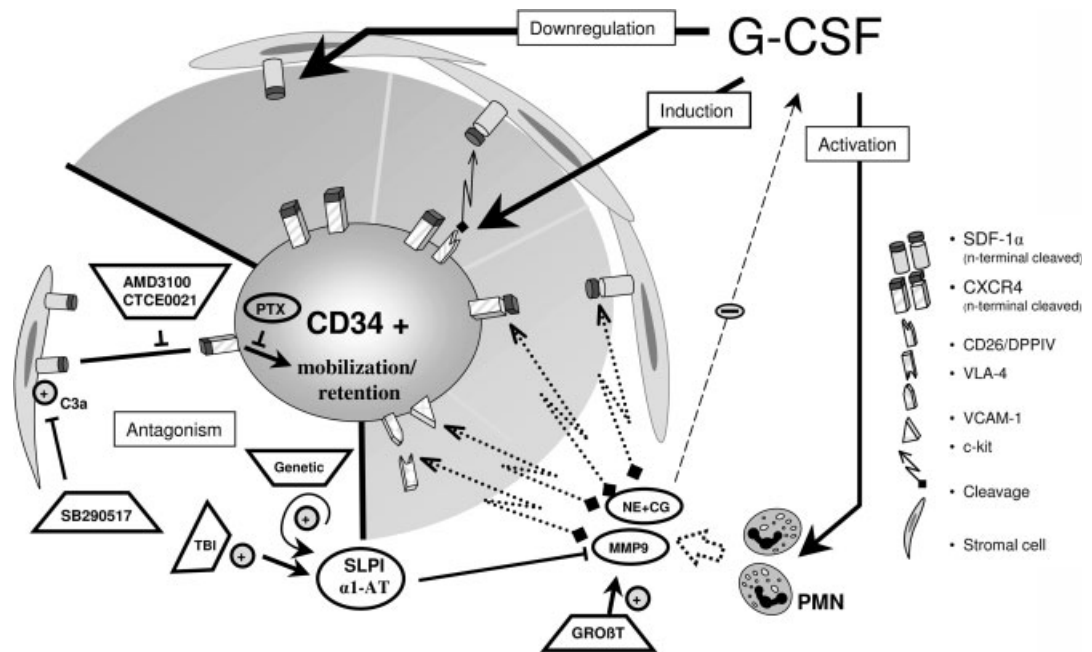 Downregulation
G-CSF
Induction
Activation
AMD3100
CTCE0021
PTX
CD34 +
mobilization/
retention
+
C3a
Antagonism
Genetic
+
SB290517
TBI
+
SLPI
α1-AT
NE+CG
MMP9
+
GROßT
PMN
• SDF-1α
(n-terminal cleaved)
• CXCR4
(n-terminal cleaved)
• CD26/DPPIV
• VLA-4
• VCAM-1
• c-kit
• Cleavage
• Stromal cell